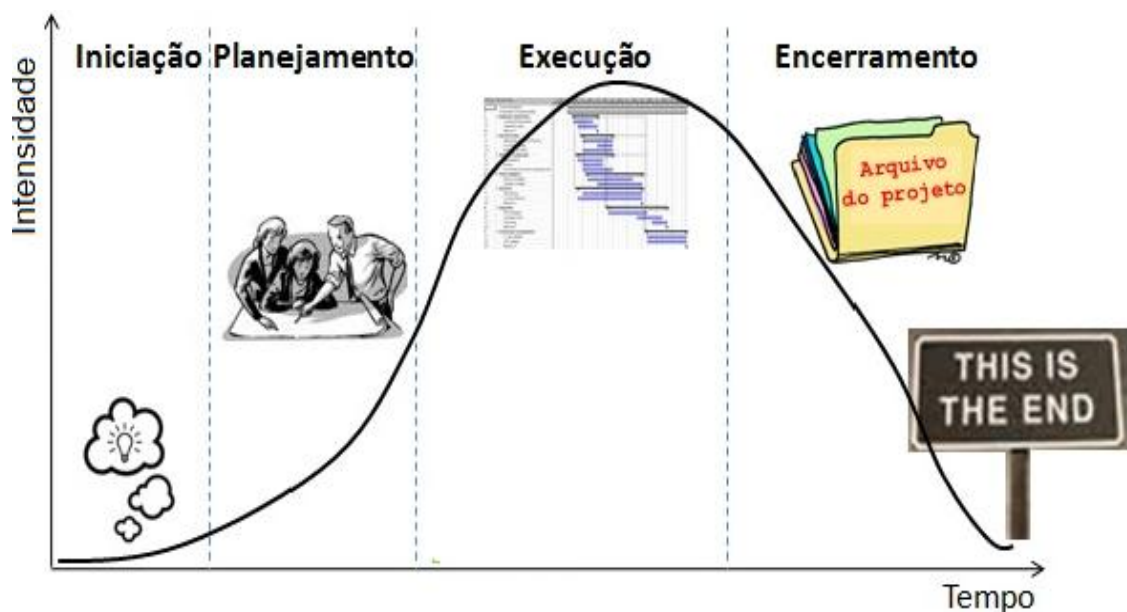 Iniciação
Planejamento
Execução
Encerramento
Intensidade
Arquivo
do projeto
THIS IS
THE END
Tempo